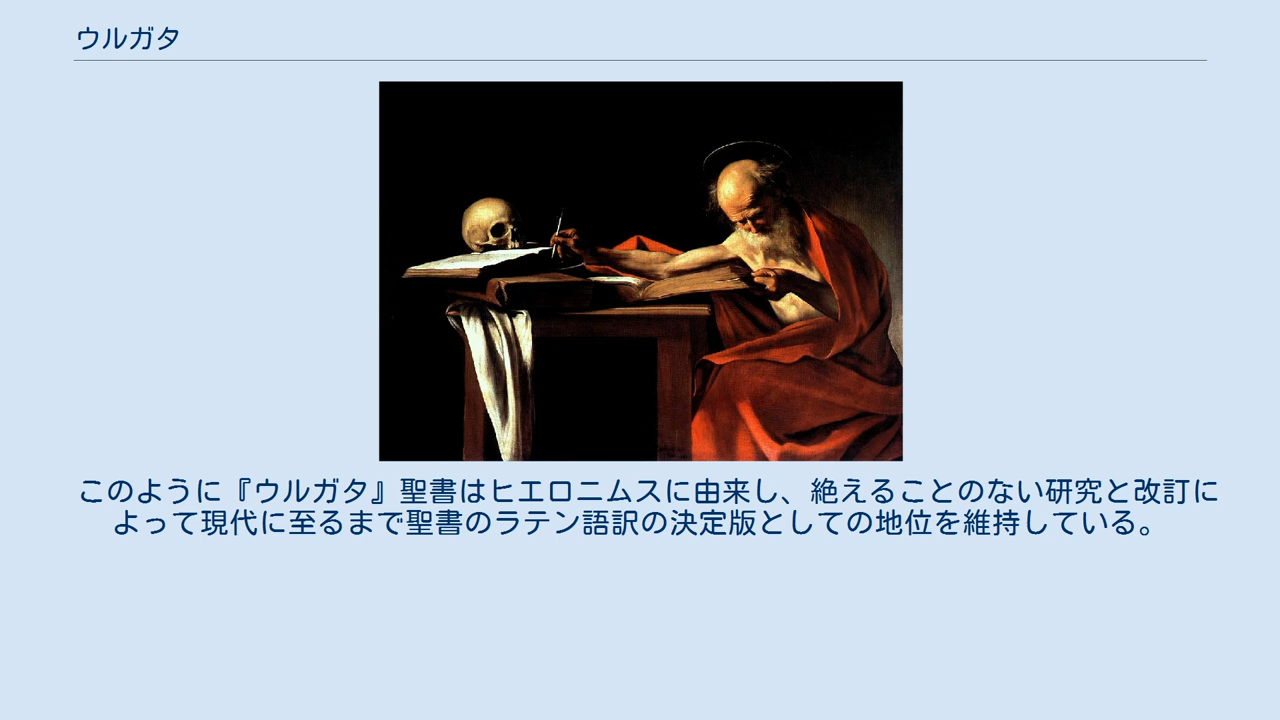 ウルガタ
このように『ウルガタ』聖書はヒエロニムスに由来し、絶えることのない研究と改訂に
よって現代に至るまで聖書のラテン語訳の決定版としての地位を維持している。